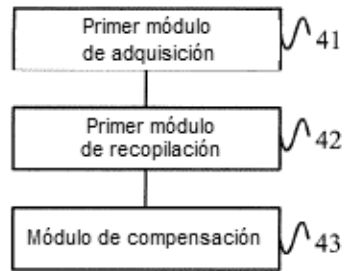 Primer módulo
de adquisición
41
Primer módulo
de recopilación
42
Módulo de compensación
43